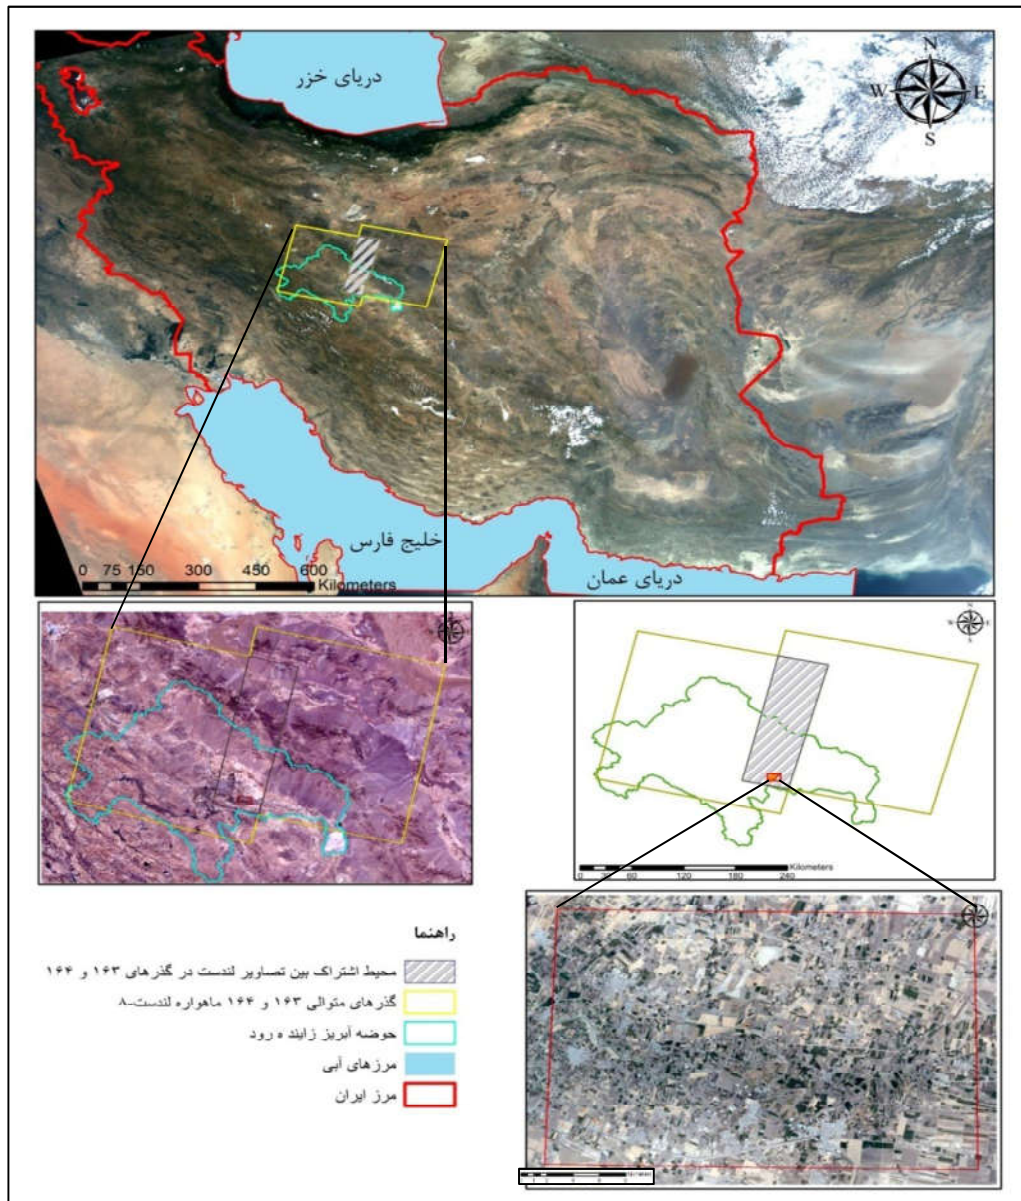 دریای خزر
N
W E
S
خلیج فارس
دریای عمان
0 75 150 300 450 600
Kilometers
N
W E
S
Kilometers
0 30 60 120 180 240
راهنما
محیط اشتراک بین تصاویر لندست در گذرهای ۱۶۳ و ۱۶۴
گذرهای متوالی ۱۶۳ و ۱۶۴ ماهواره لندست-۸
حوضه آبریز زاینده رود
مرزهای آبی
مرز ایران